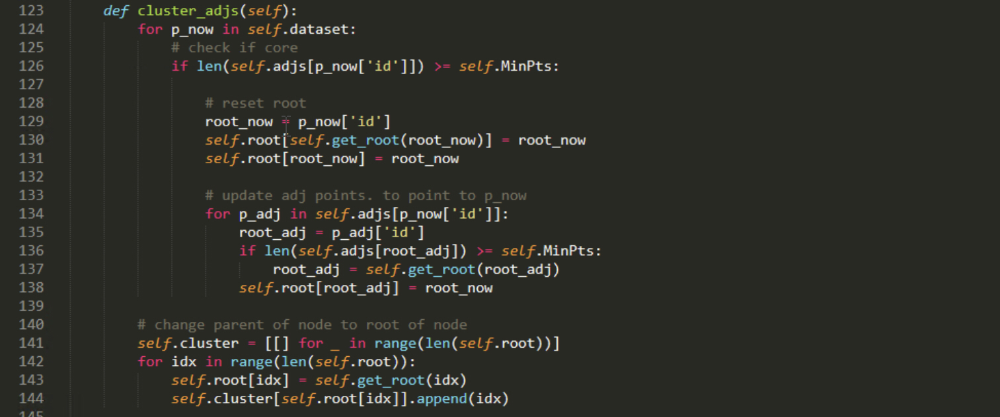 123 def cluster_adjs(self):
124 for p_now in self.dataset:
125 # check if core
126 if len(self.adjs[p_now['id']]) >= self.MinPts:
127
128 # reset root
129 root_now = p_now['id']
130 self.root[self.get_root(root_now)] = root_now
131 self.root[root_now] = root_now
132
133 # update adj points. to point to p_now
134 for p_adj in self.adjs[p_now['id']]:
135 root_adj = p_adj['id']
136 if len(self.adjs[root_adj]) >= self.MinPts:
137 root_adj = self.get_root(root_adj)
138 self.root[root_adj] = root_now
139
140 # change parent of node to root of node
141 self.cluster = [[] for _ in range(len(self.root))]
142 for idx in range(len(self.root)):
143 self.root[idx] = self.get_root(idx)
144 self.cluster[self.root[idx]].append(idx)
145